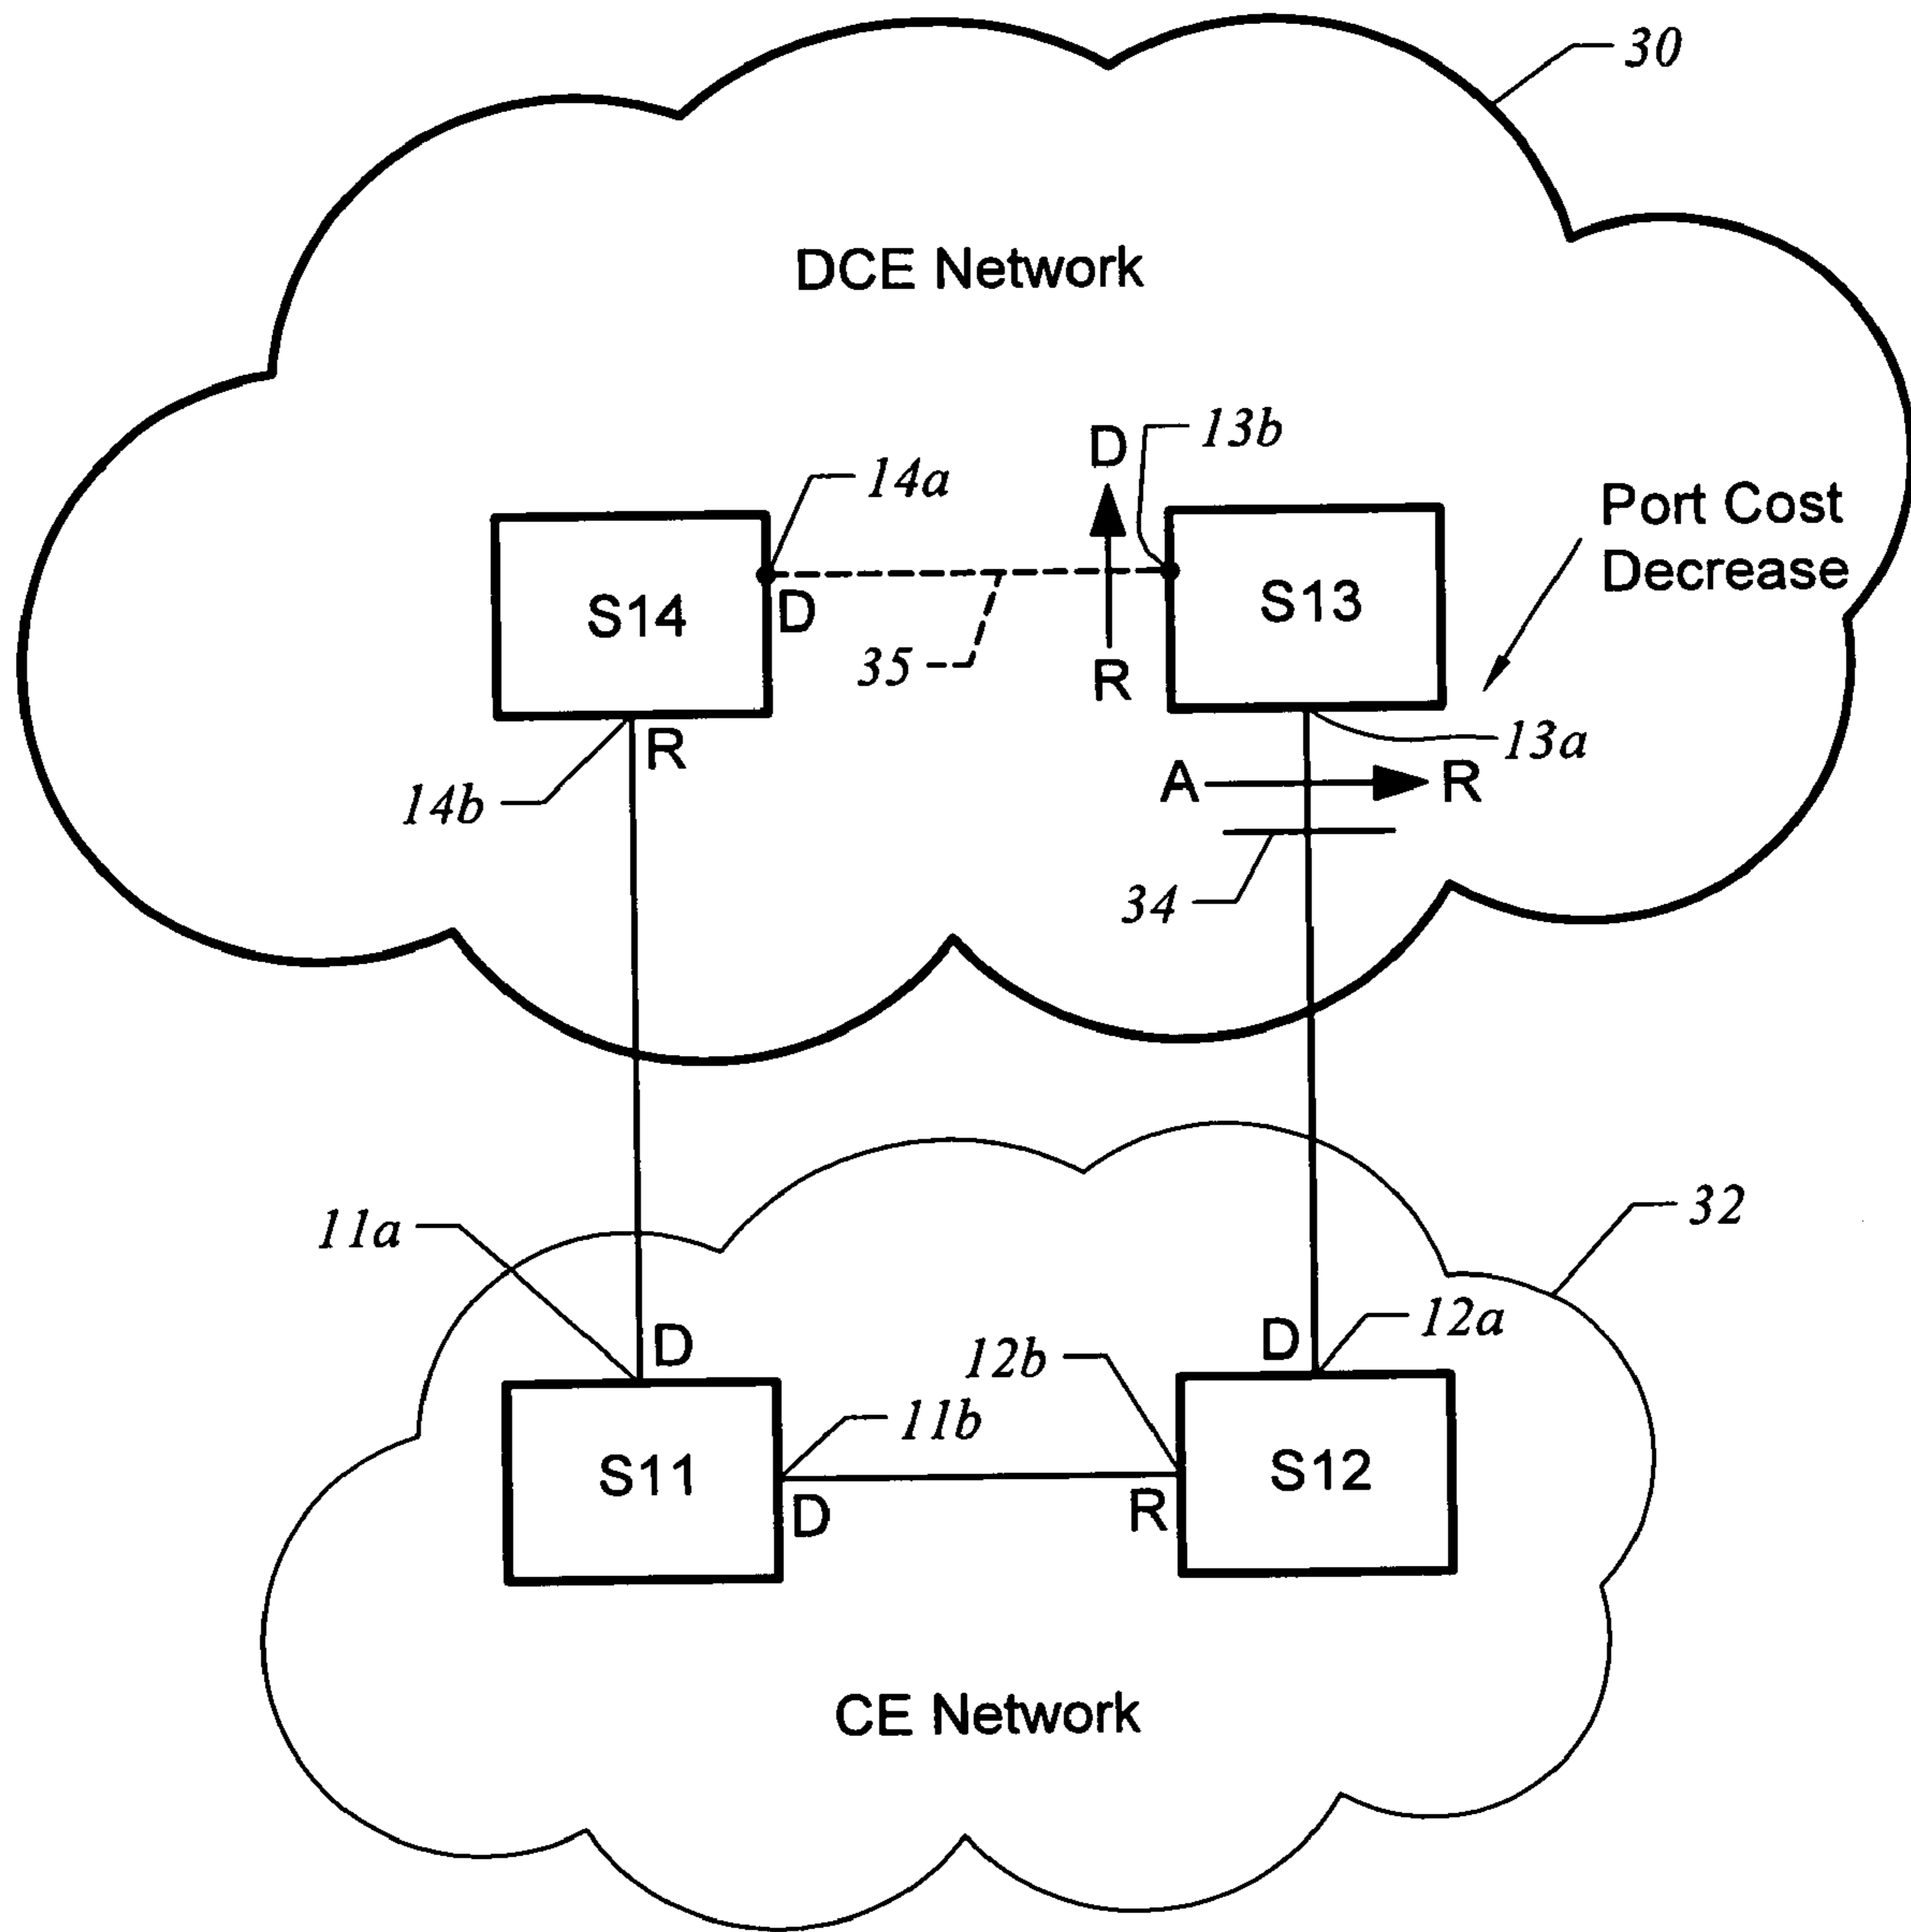 30
DCE Network
13b
D
14a
Port Cost
Decrease
S14
S13
D
35
R
R
13a
14b
A
R
34
32
11a
12a
D
D
12b
11b
S11
S12
D
R
CE Network